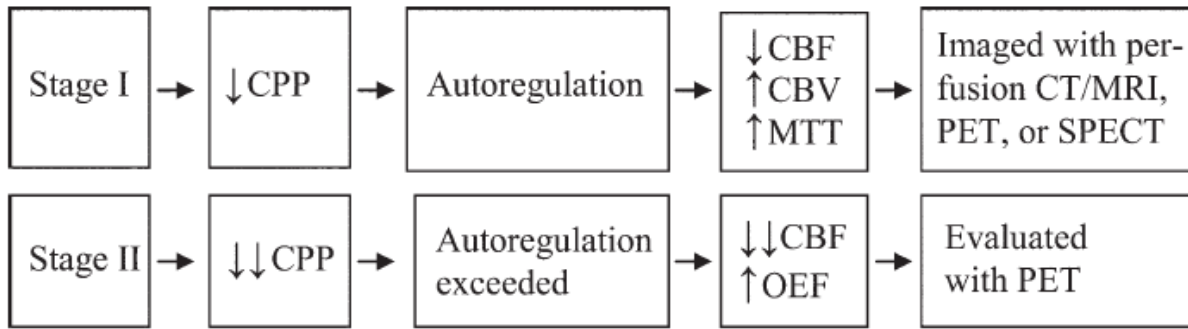 Stage I
↓CPP
Autoregulation
↓CBF
↑CBV
↑MTT
Imaged with per-
fusion CT/MRI,
PET, or SPECT
Stage II
↓↓CPP
Autoregulation
exceeded
↓↓CBF
↑OEF
Evaluated
with PET